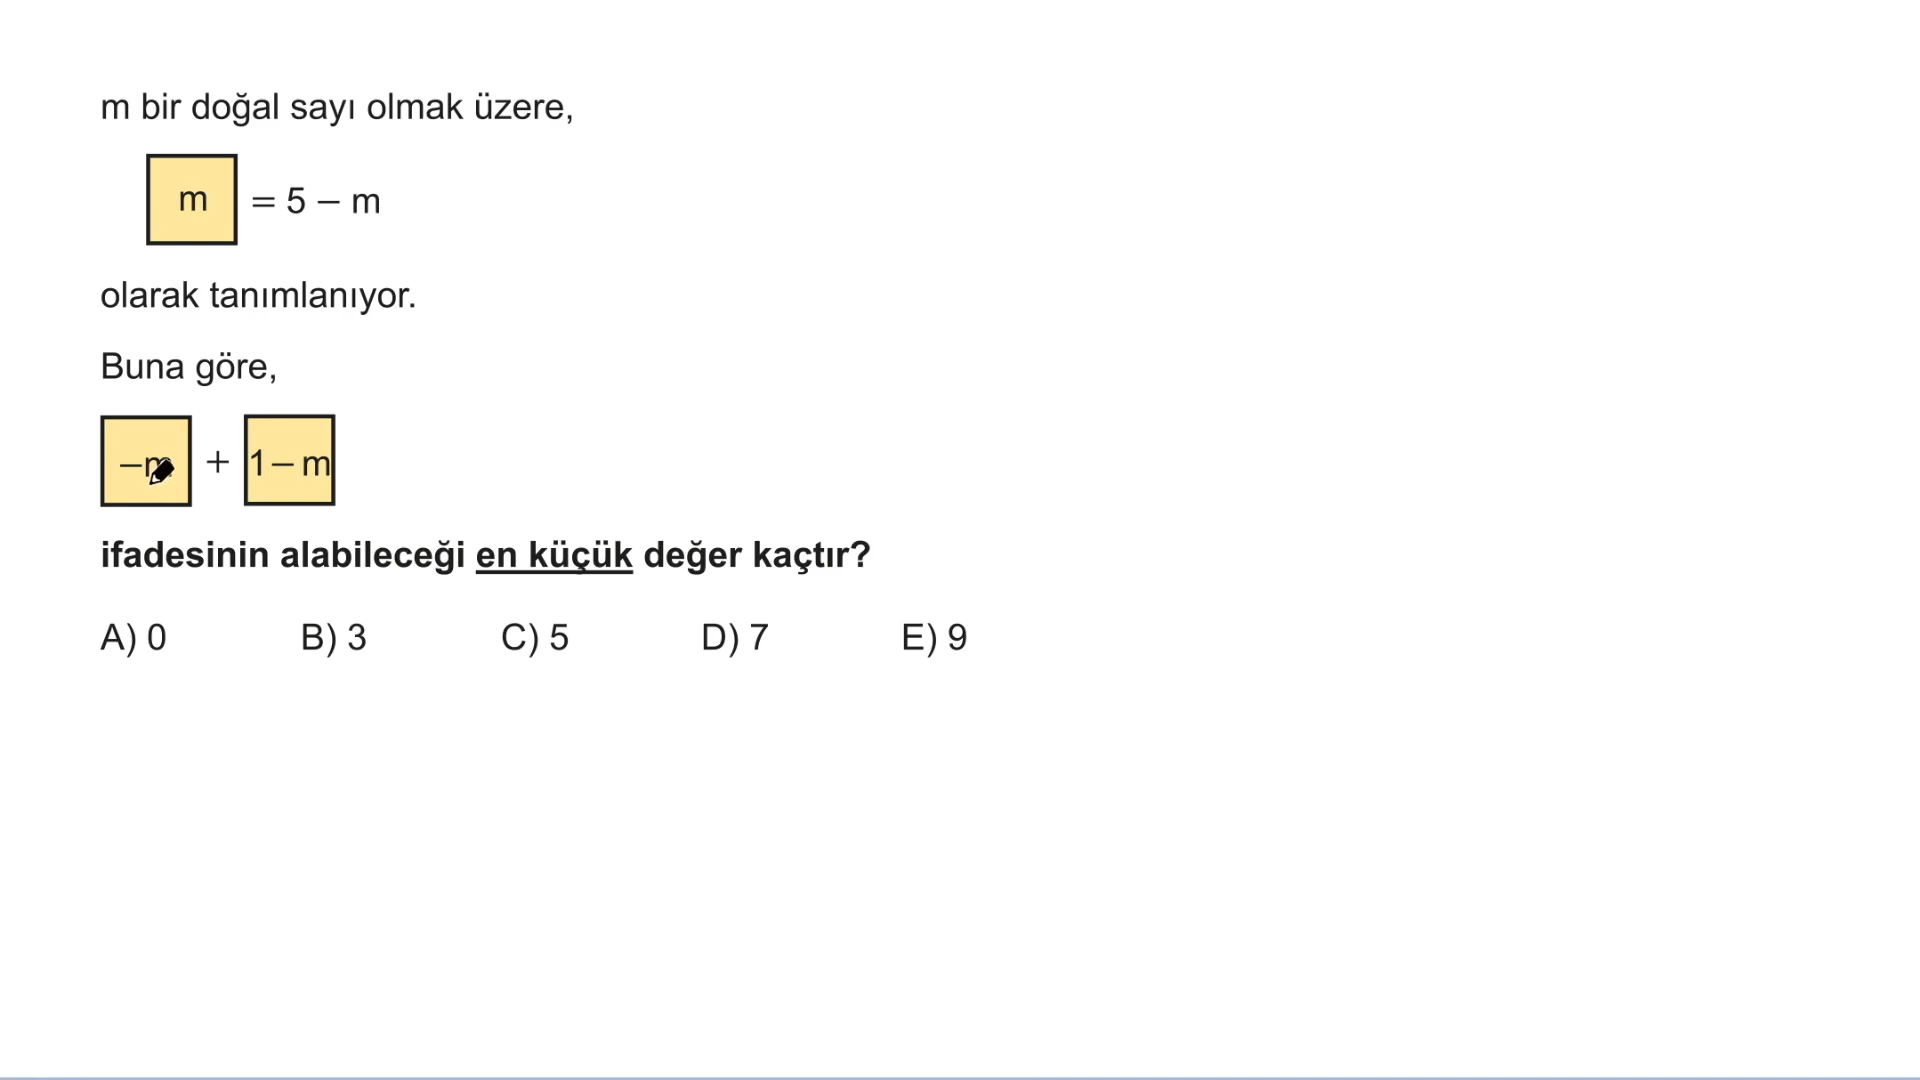 m bir doğal sayı olmak üzere,
m = 5 – m
olarak tanımlanıyor.
Buna göre,
–m + 1– m
ifadesinin alabileceği en küçük değer kaçtır?
A) 0 B) 3 C) 5 D) 7 E) 9